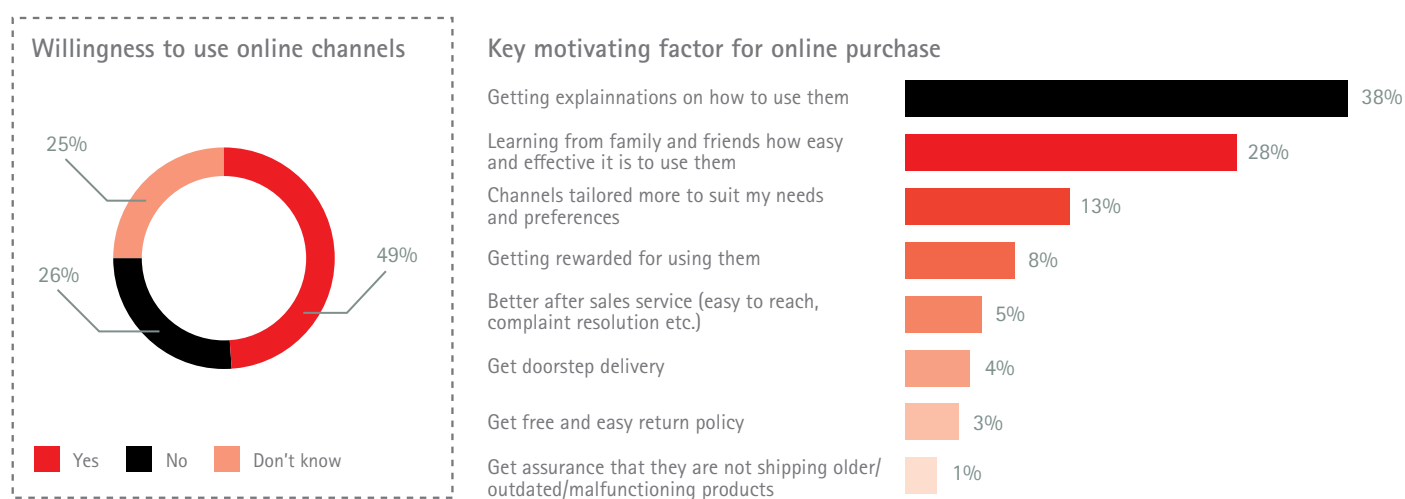 Willingness to use online channels
25%
26%
49%
Yes
No
Don't know
Key motivating factor for online purchase
Getting explainnations on how to use them
38%
Learning from family and friends how easy
and effective it is to use them
28%
Channels tailored more to suit my needs
and preferences
13%
Getting rewarded for using them
8%
Better after sales service (easy to reach,
complaint resolution etc.)
5%
Get doorstep delivery
4%
Get free and easy return policy
3%
Get assurance that they are not shipping older/
outdated/malfunctioning products
1%